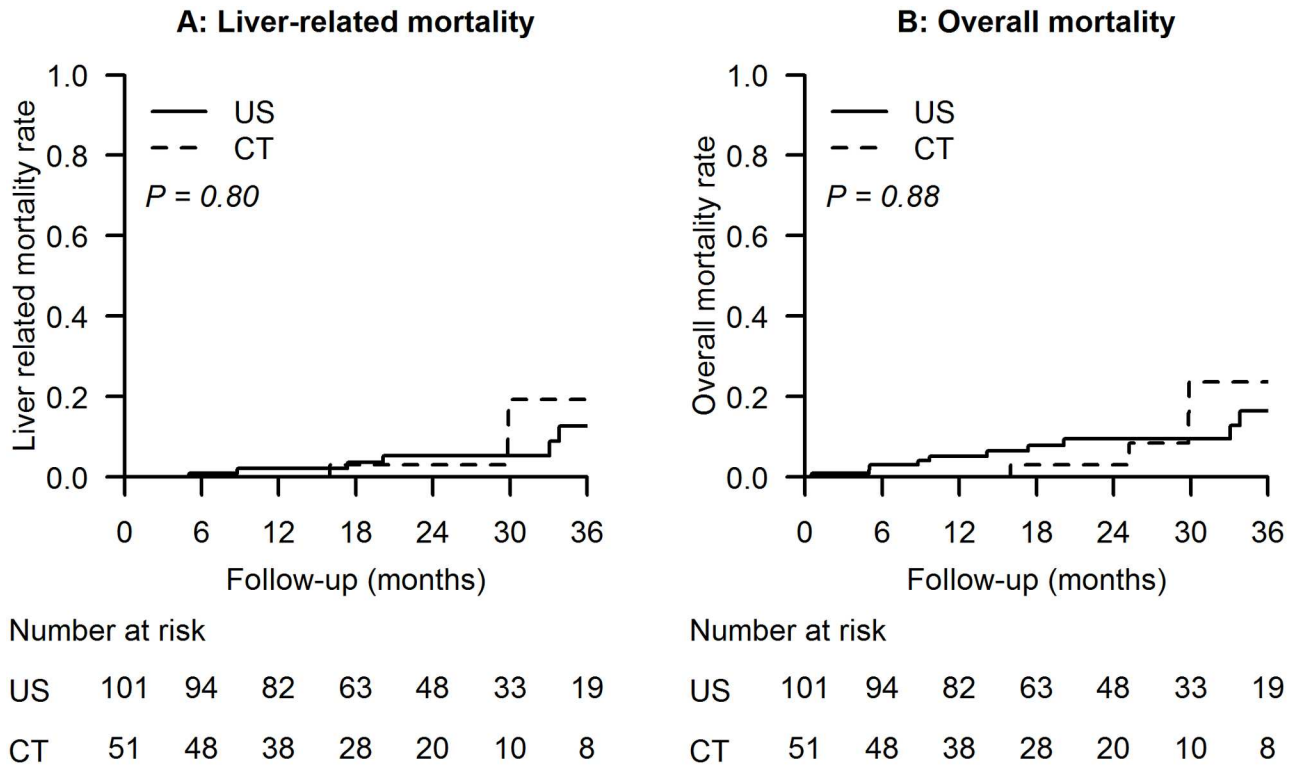 A: Liver-related mortality
Liver related mortality rate
1.0
0.8
0.6
0.4
0.2
0.0
US
CT
P = 0.80
0 6 12 18 24 30 36
Follow-up (months)
Number at risk
US 101 94 82 63 48 33 19
CT 51 48 38 28 20 10 8
B: Overall mortality
Overall mortality rate
1.0
0.8
0.6
0.4
0.2
0.0
US
CT
P = 0.88
0 6 12 18 24 30 36
Follow-up (months)
Number at risk
US 101 94 82 63 48 33 19
CT 51 48 38 28 20 10 8